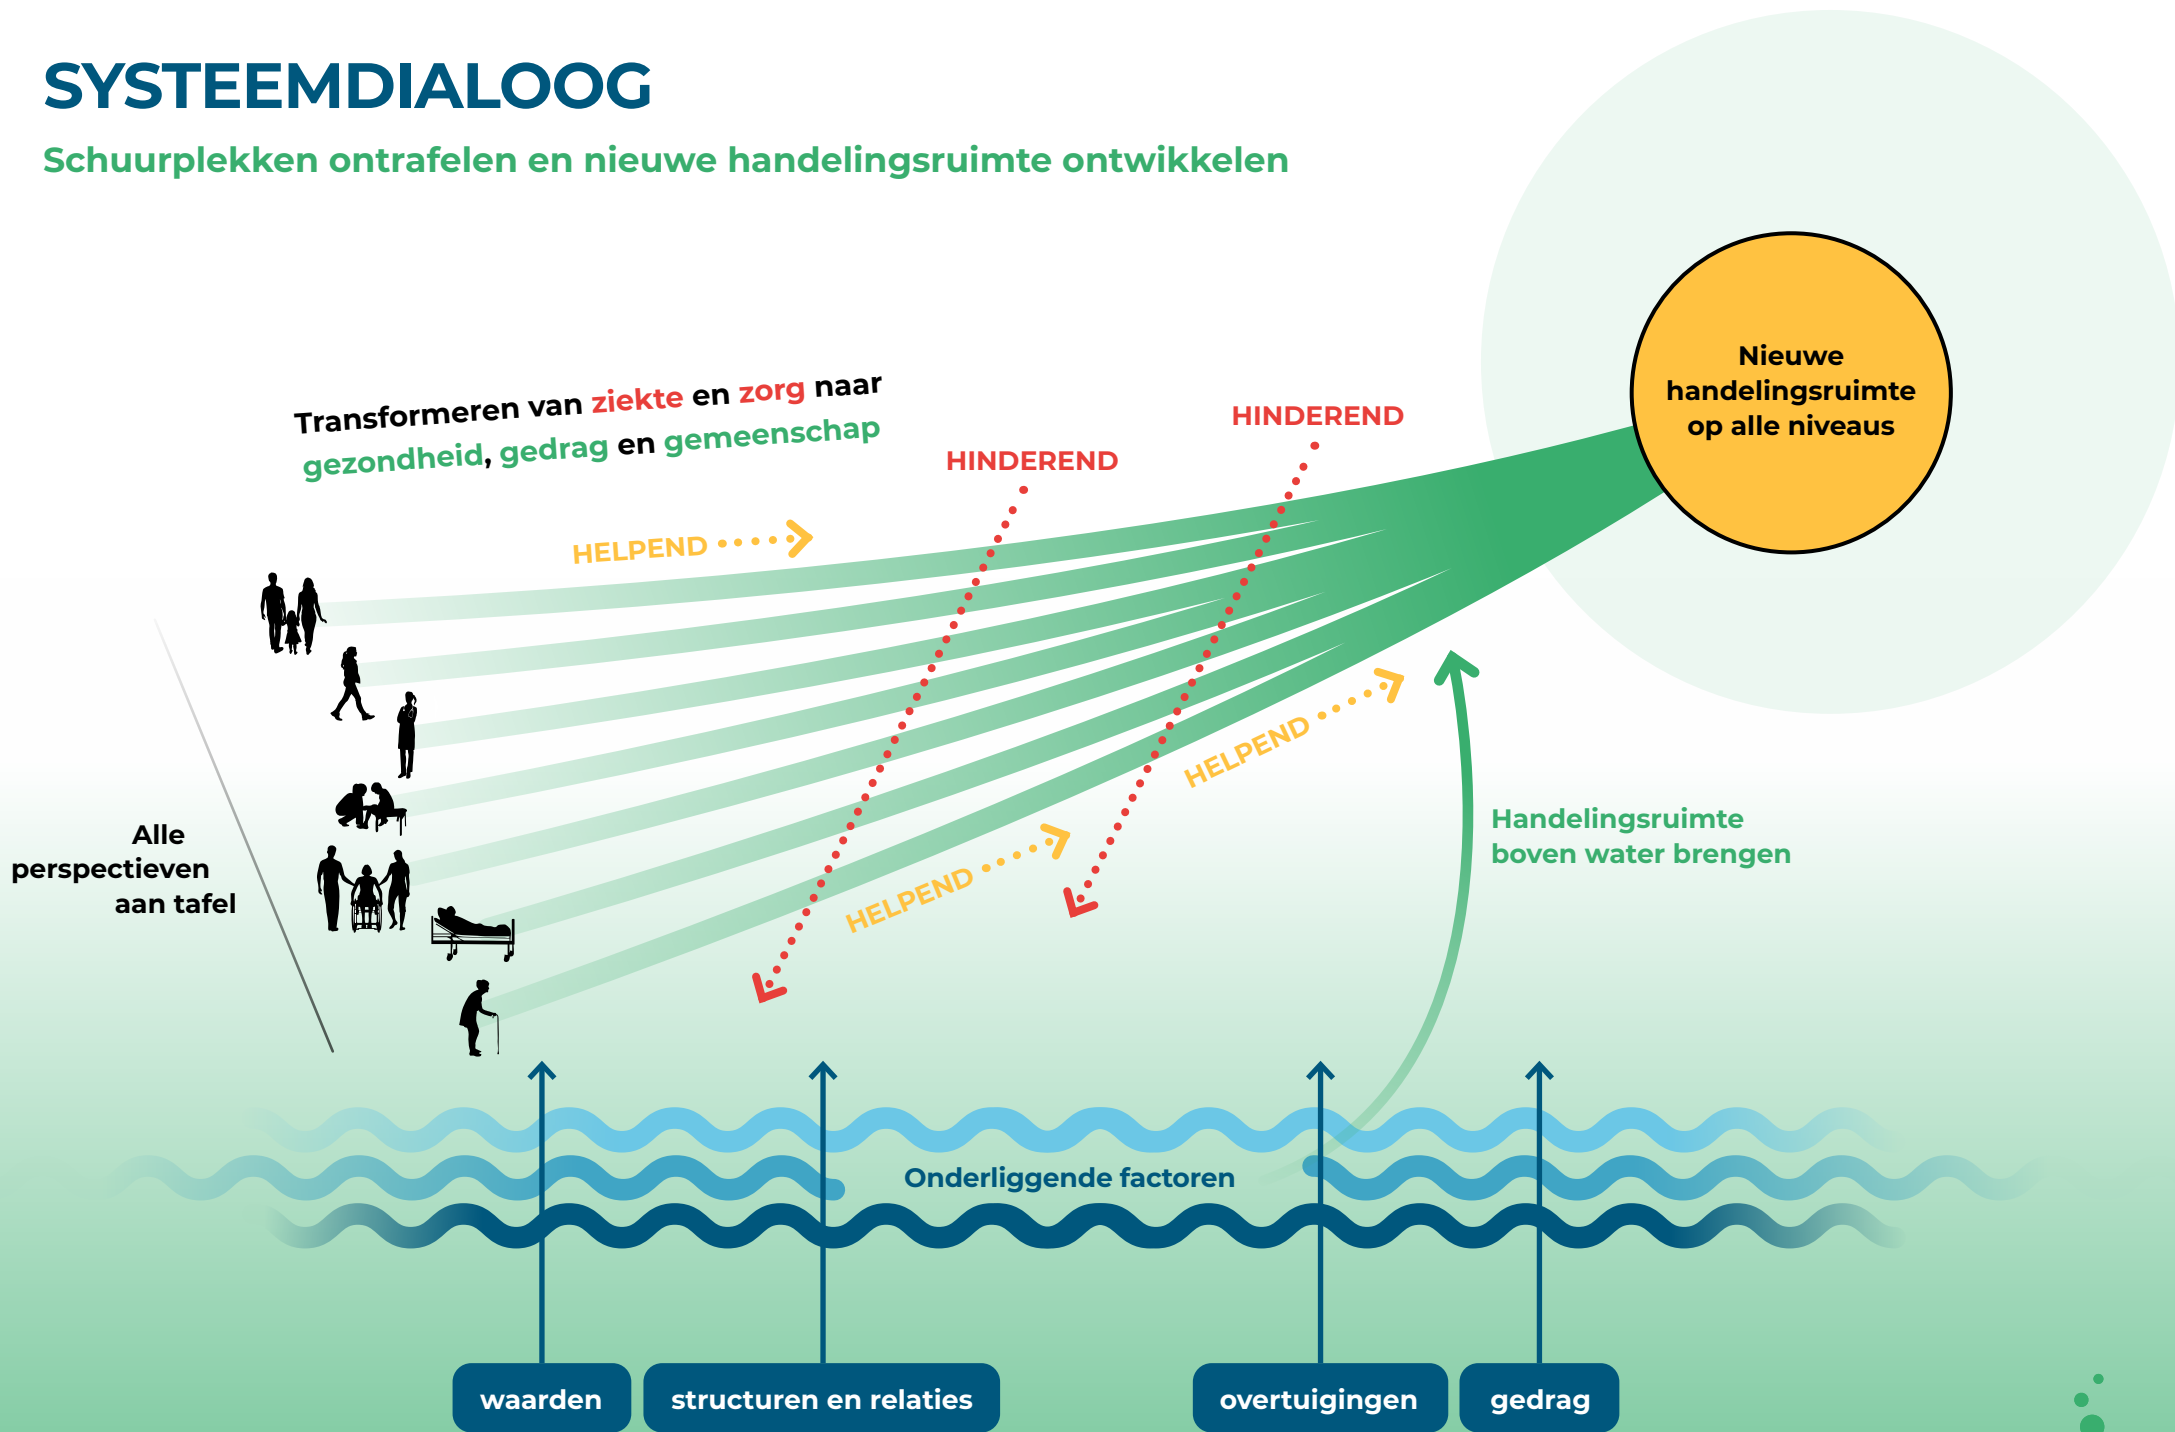 SYSTEEMDIALOOG
Schuurplekken ontrafelen en nieuwe handelingsruimte ontwikkelen
Nieuwe
handelingsruimte
op alle niveaus
Transformeren van ziekte en zorg naar
gezondheid, gedrag en gemeenschap
HINDEREND
HINDEREND
HELPEND
HELPEND
HELPEND
Alle
perspectieven
aan tafel
Handelingsruimte
boven water brengen
Onderliggende factoren
waarden
structuren en relaties
overtuigingen
gedrag